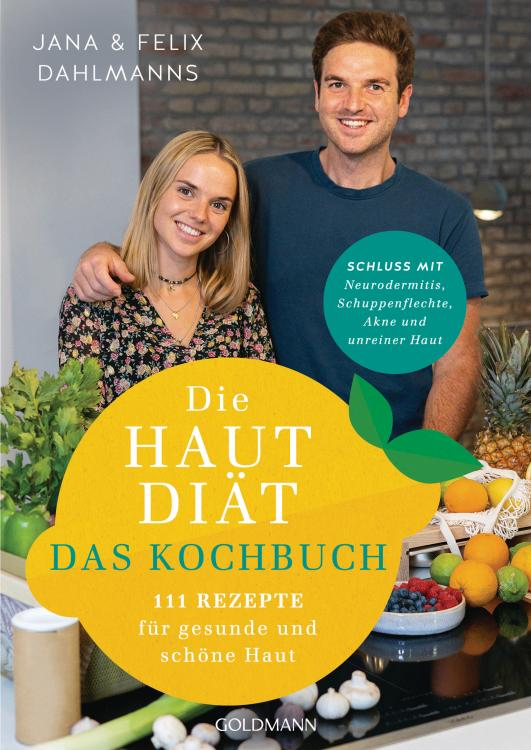 JANA & FELIX
DAHLMANNS
SCHLUSS MIT
Neurodermitis,
Schuppenflechte,
Akne und
unreiner Haut
Die
HAUT
DIÄT
DAS KOCHBUCH
111 REZEPTE
für gesunde und
schöne Haut
GOLDMANN